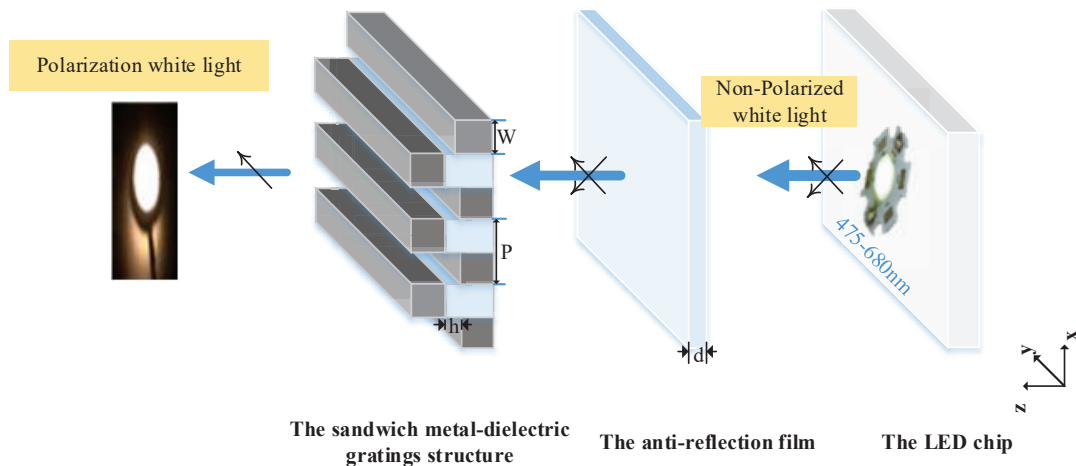 Polarization white light
Non-Polarized
white light
W
P
h
d
475-680nm
x
y
z
The sandwich metal-dielectric
gratings structure
The anti-reflection film
The LED chip